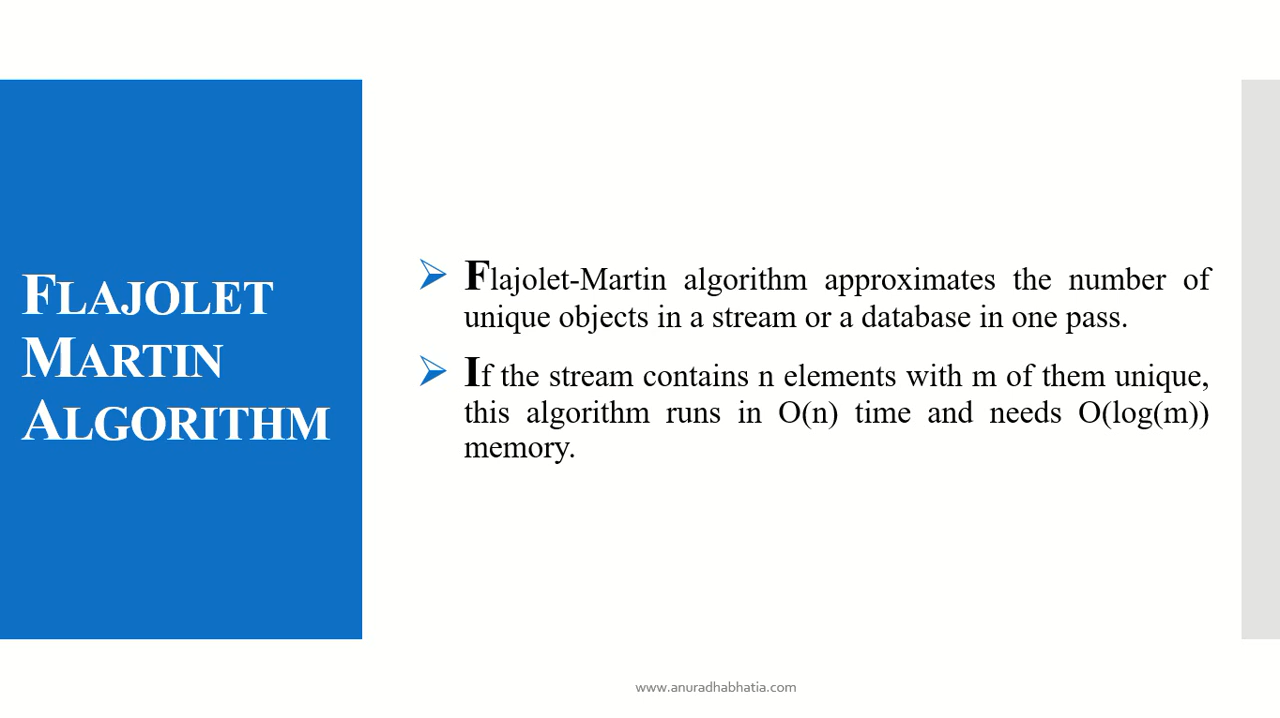 FLAJOLET
MARTIN
ALGORITHM
Flajolet-Martin algorithm approximates the number of
unique objects in a stream or a database in one pass.
If the stream contains n elements with m of them unique,
this algorithm runs in O(n) time and needs O(log(m))
memory.
www.anuradhabhatia.com